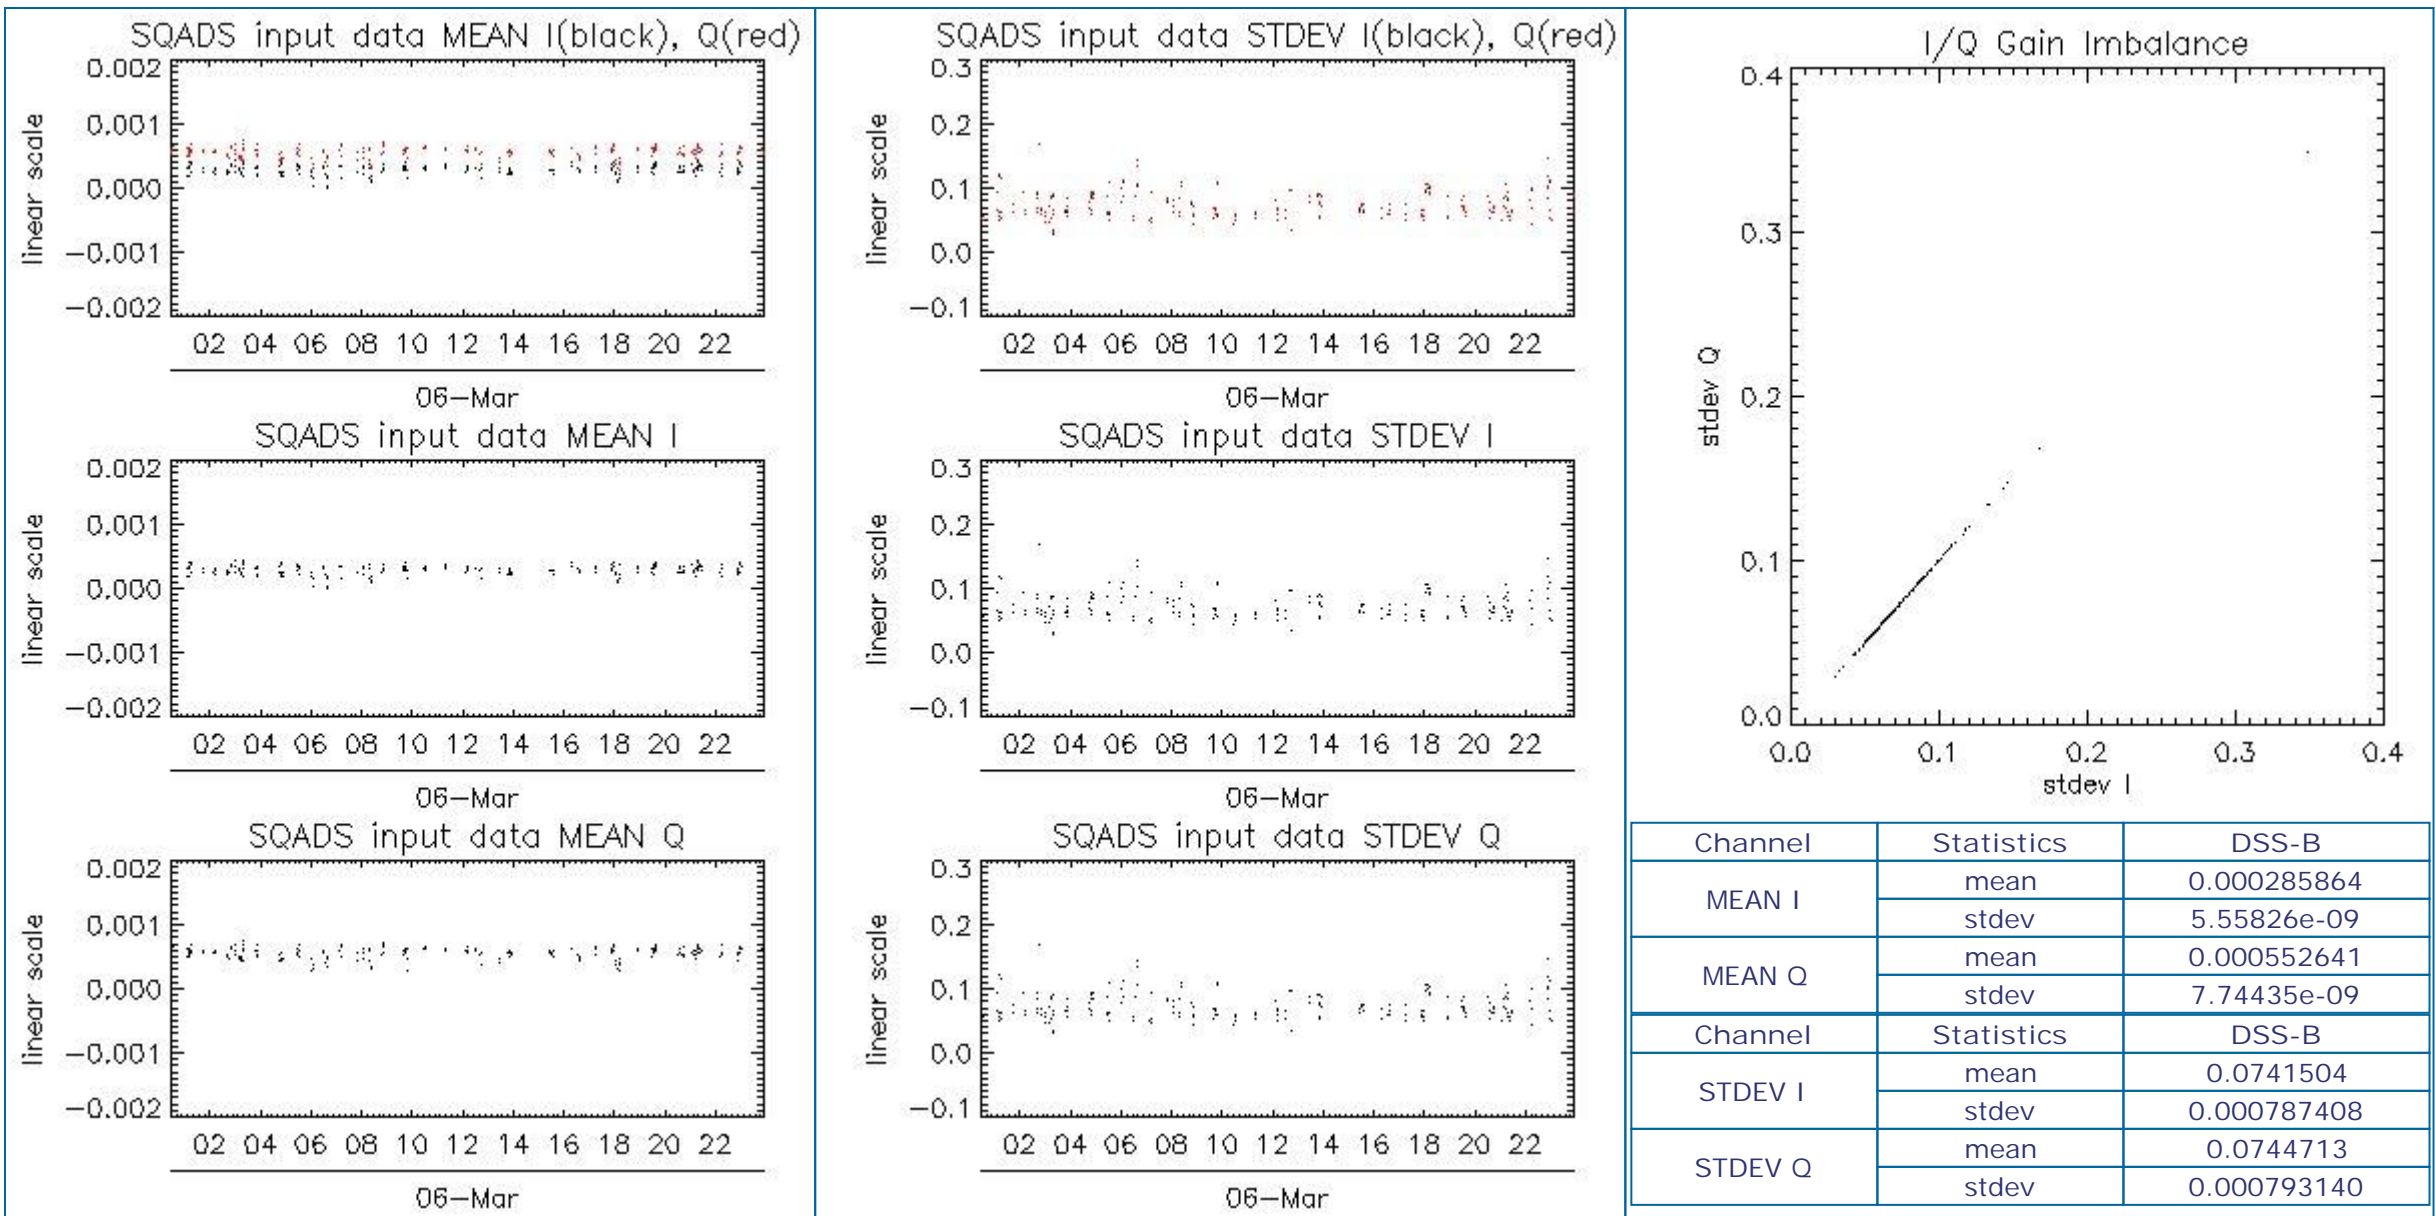 SQADS input data MEAN I(black), Q(red)
linear scale
0.002
0.001
0.000
−0.001
−0.002
02 04 06 08 10 12 14 16 18 20 22
06−Mar
SQADS input data MEAN I
linear scale
0.002
0.001
0.000
−0.001
−0.002
02 04 06 08 10 12 14 16 18 20 22
06−Mar
SQADS input data MEAN Q
linear scale
0.002
0.001
0.000
−0.001
−0.002
02 04 06 08 10 12 14 16 18 20 22
06−Mar
SQADS input data STDEV I(black), Q(red)
linear scale
0.3
0.2
0.1
0.0
−0.1
02 04 06 08 10 12 14 16 18 20 22
06−Mar
SQADS input data STDEV I
linear scale
0.3
0.2
0.1
0.0
−0.1
02 04 06 08 10 12 14 16 18 20 22
06−Mar
SQADS input data STDEV Q
linear scale
0.3
0.2
0.1
0.0
−0.1
02 04 06 08 10 12 14 16 18 20 22
06−Mar
I/Q Gain Imbalance
stdev Q
0.4
0.3
0.2
0.1
0.0
0.0 0.1 0.2 0.3 0.4
stdev I
Channel Statistics DSS-B
MEAN I mean 0.000285864
stdev 5.55826e-09
MEAN Q mean 0.000552641
stdev 7.74435e-09
Channel Statistics DSS-B
STDEV I mean 0.0741504
stdev 0.000787408
STDEV Q mean 0.0744713
stdev 0.000793140